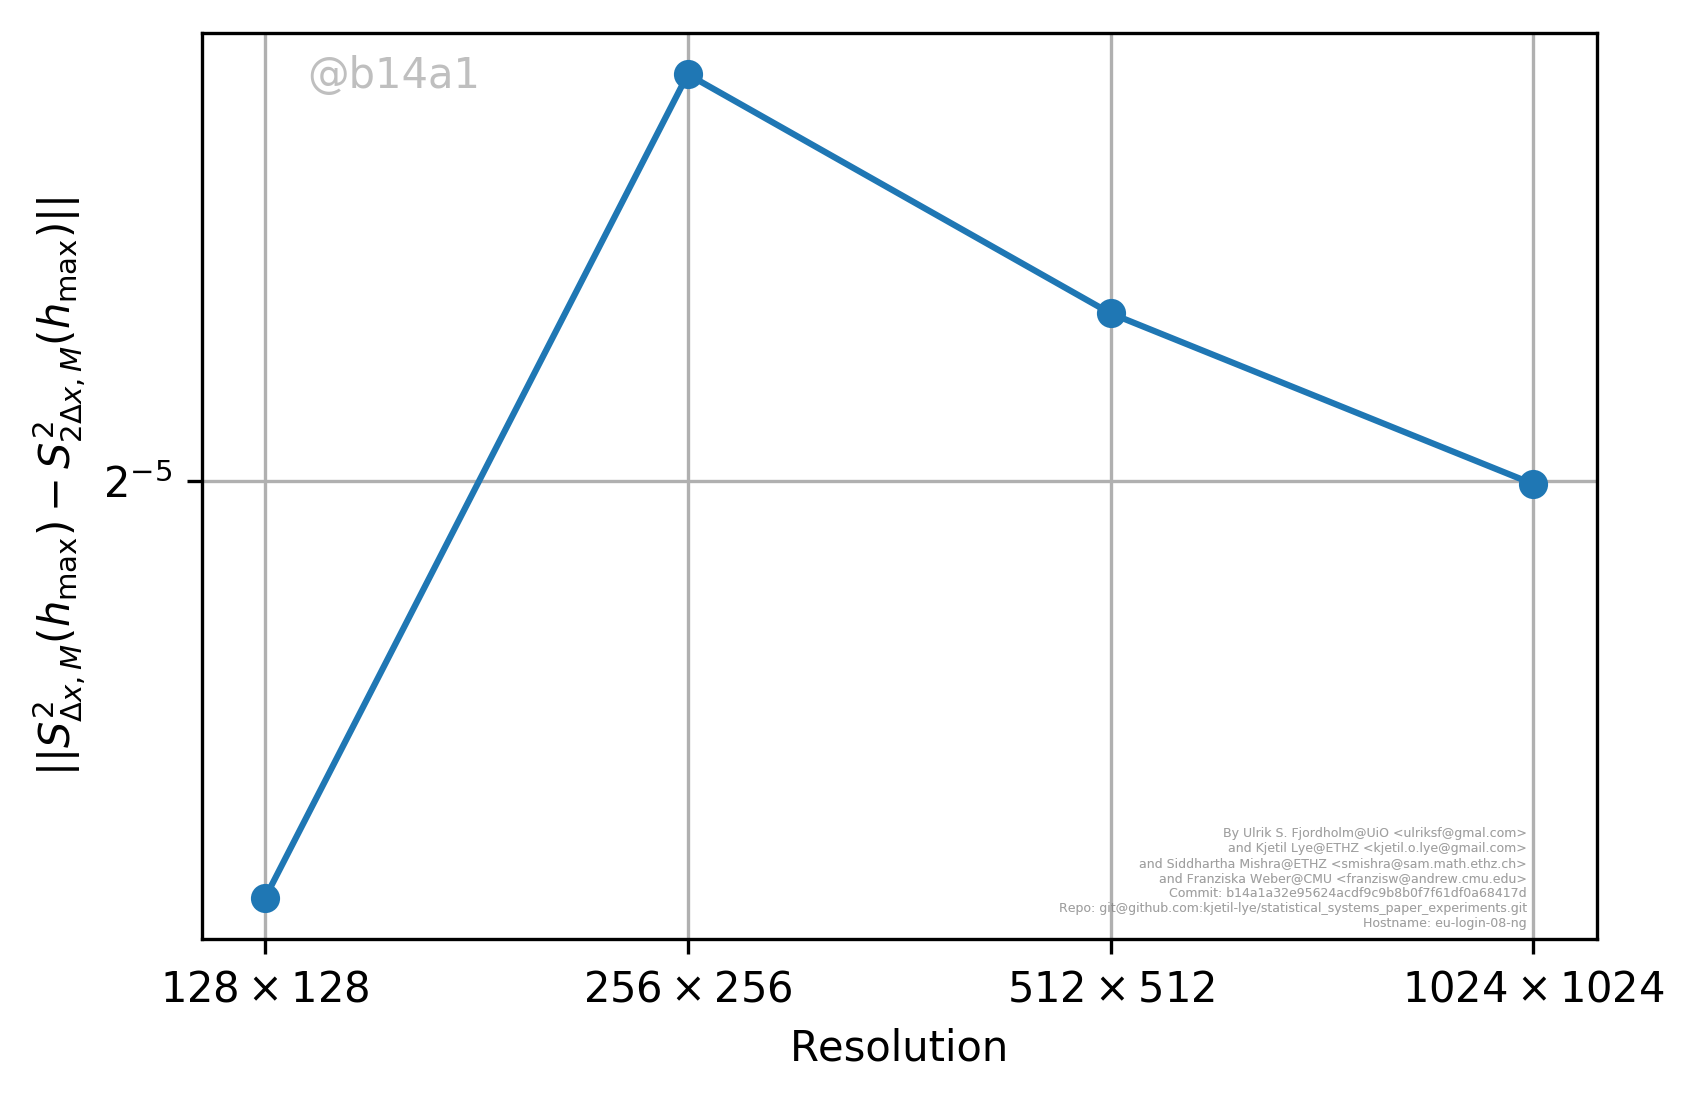 @b14a1
||S²_{Δx,M}(h_max) − S²_{2Δx,M}(h_max)||
2⁻⁵
By Ulrik S. Fjordholm@UiO <ulriksf@gmal.com>
and Kjetil Lye@ETHZ <kjetil.o.lye@gmail.com>
and Siddhartha Mishra@ETHZ <smishra@sam.math.ethz.ch>
and Franziska Weber@CMU <franzisw@andrew.cmu.edu>
Commit: b14a1a32e95624acdf9c9b8b0f7f61df0a68417d
Repo: git@github.com:kjetil-lye/statistical_systems_paper_experiments.git
Hostname: eu-login-08-ng
128 × 128 256 × 256 512 × 512 1024 × 1024
Resolution